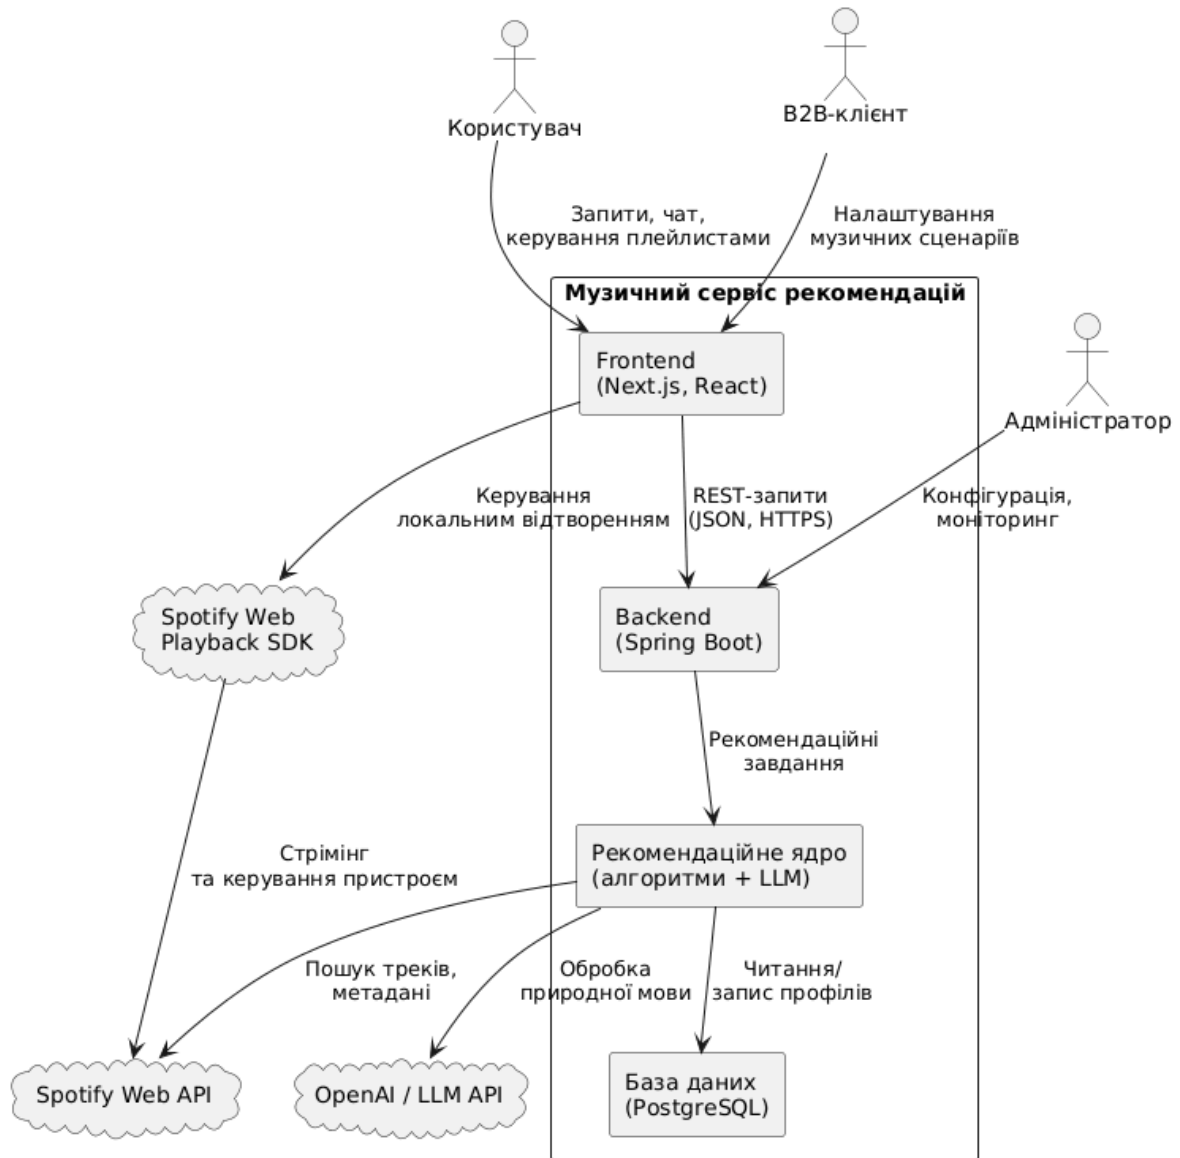 Користувач
B2B-клієнт
Запити, чат,
керування плейлистами
Налаштування
музичних сценаріїв
Музичний сервіс рекомендацій
Frontend
(Next.js, React)
Адміністратор
Керування
локальним відтворенням
REST-запити
(JSON, HTTPS)
Конфігурація,
моніторинг
Spotify Web
Playback SDK
Backend
(Spring Boot)
Рекомендаційні
завдання
Стрімінг
та керування пристроєм
Рекомендаційне ядро
(алгоритми + LLM)
Пошук треків,
метадані
Обробка
природної мови
Читання/
запис профілів
Spotify Web API
OpenAI / LLM API
База даних
(PostgreSQL)